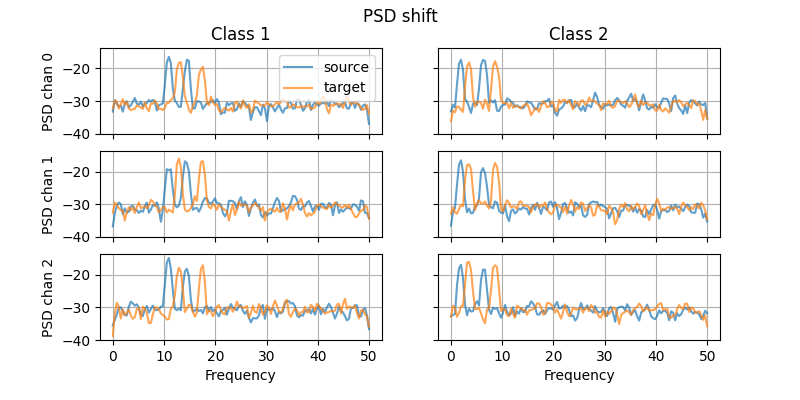 PSD shift
Class 1
Class 2
PSD chan 0
−20
−30
−40
source
target
PSD chan 1
−20
−30
−40
PSD chan 2
−20
−30
−40
0 10 20 30 40 50
0 10 20 30 40 50
Frequency
Frequency